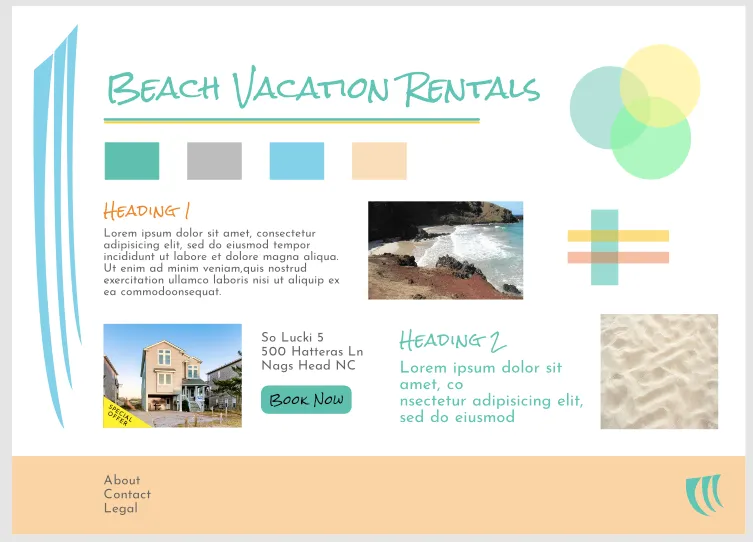 Beach Vacation Rentals
Heading 1
Lorem ipsum dolor sit amet, consectetur
adipisicing elit, sed do eiusmod tempor
incididunt ut labore et dolore magna aliqua.
Ut enim ad minim veniam,quis nostrud
exercitation ullamco laboris nisi ut aliquip ex
ea commodoonsequat.
SPECIAL
OFFER
So Lucki 5
500 Hatteras Ln
Nags Head NC
Book Now
Heading 2
Lorem ipsum dolor sit
amet, co
nsectetur adipisicing elit,
sed do eiusmod
About
Contact
Legal